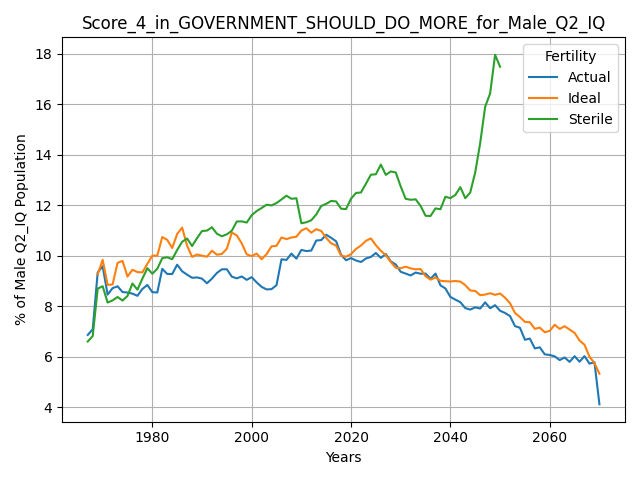 Score_4_in_GOVERNMENT_SHOULD_DO_MORE_for_Male_Q2_IQ
% of Male Q2_IQ Population
18
16
14
12
10
8
6
4
Fertility
Actual
Ideal
Sterile
1980
2000
2020
2040
2060
Years